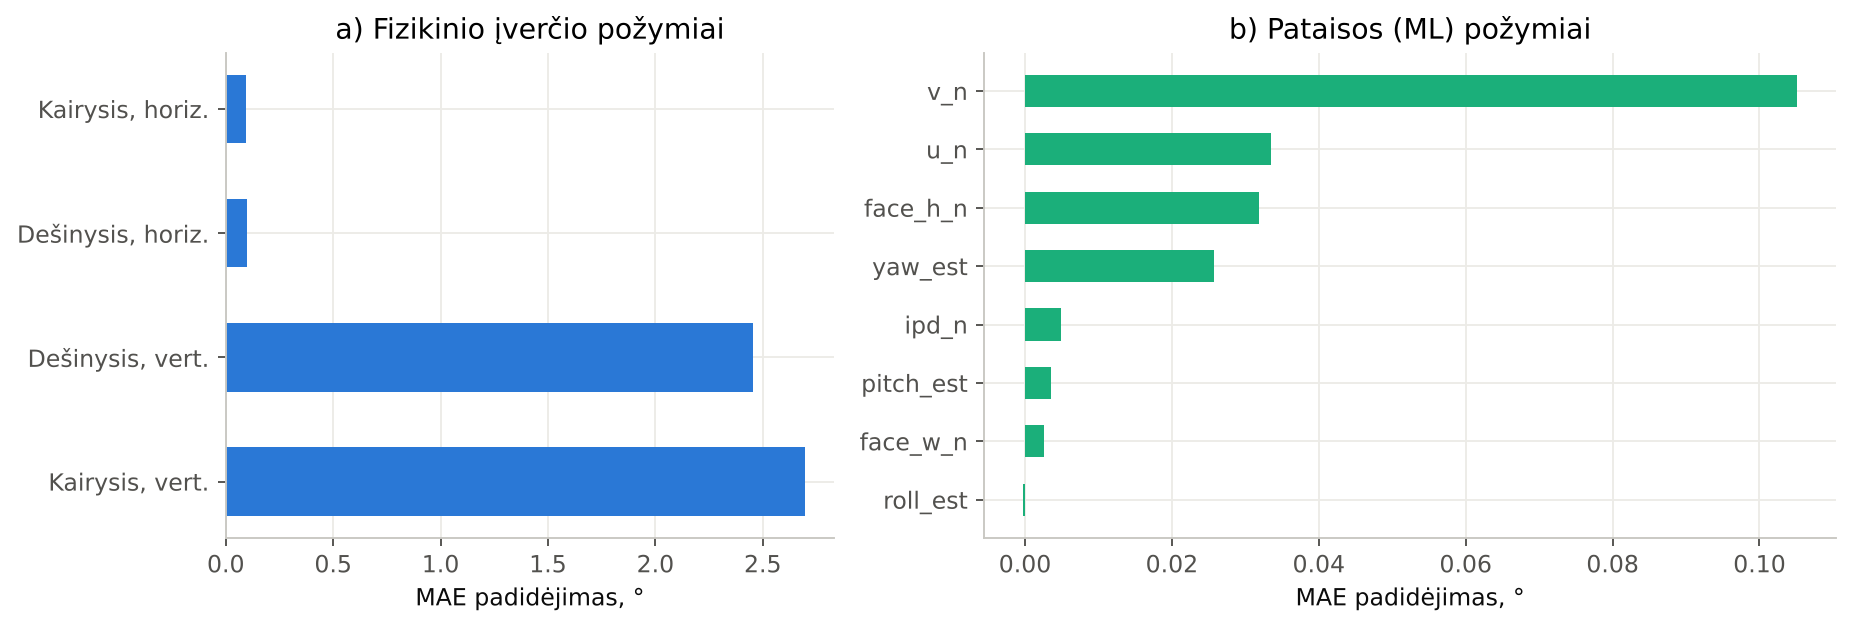 a) Fizikinio įverčio požymiai
Kairysis, horiz.
Dešinysis, horiz.
Dešinysis, vert.
Kairysis, vert.
0.0 0.5 1.0 1.5 2.0 2.5
MAE padidėjimas, °
b) Pataisos (ML) požymiai
v_n
u_n
face_h_n
yaw_est
ipd_n
pitch_est
face_w_n
roll_est
0.00 0.02 0.04 0.06 0.08 0.10
MAE padidėjimas, °